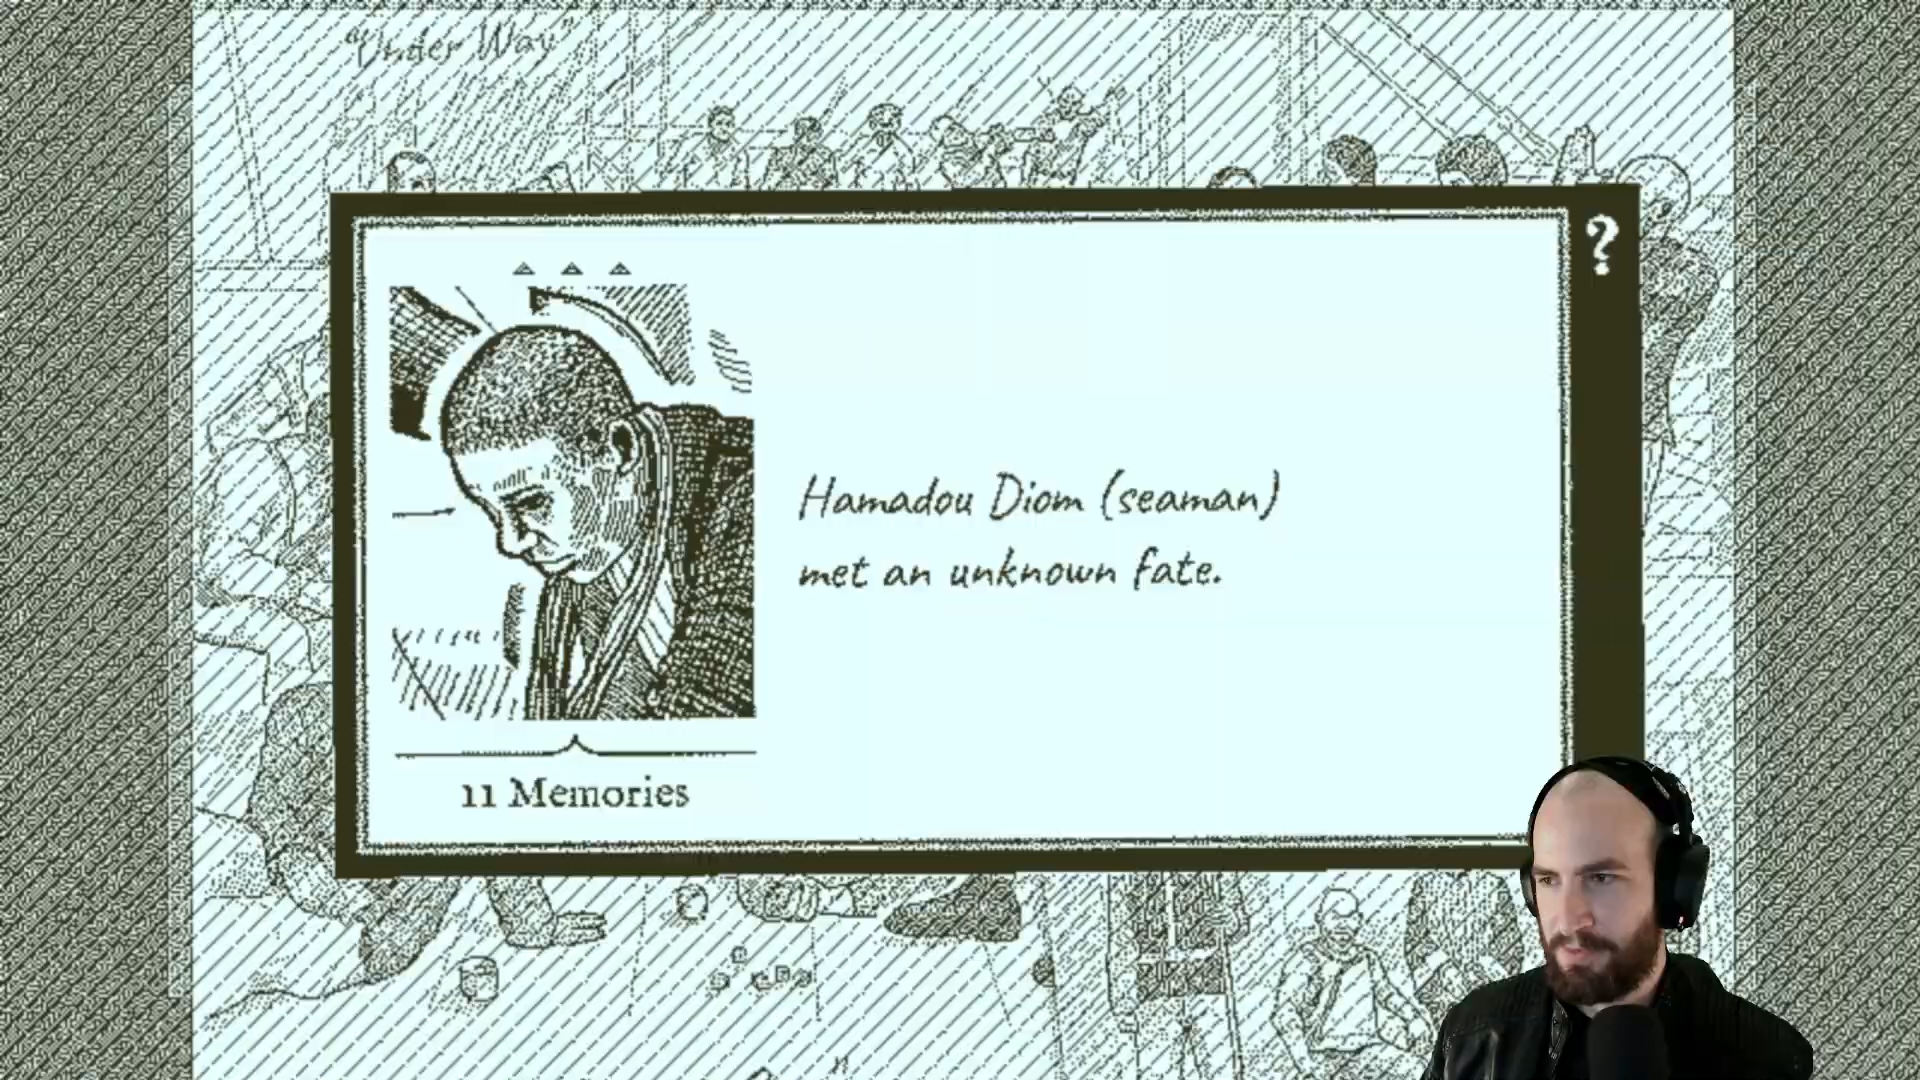 "Under Way"
?
Hamadou Diom (seaman)
met an unknown fate.
11 Memories